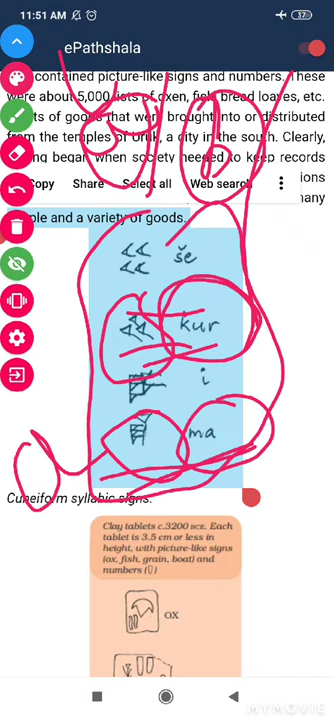 11:51 AM
37
ePathshala
contained picture-like signs and numbers. These
were about 5,000 lists of oxen, fish, bread loaves, etc.
of goods that were brought into or distributed
from the temples of Uruk, a city in the south. Clearly,
began when society needed to keep records
Copy Share Select all Web search
any
and a variety of goods.
še
kur
i
ma
Cuneiform syllabic signs.
Clay tablets c.3200 BCE. Each
tablet is 3.5 cm or less in
height, with picture-like signs
(ox, fish, grain, boat) and
numbers
OX
MYMOVIE